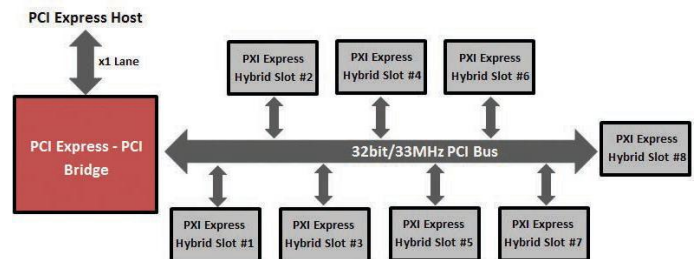 PCI Express Host
x1 Lane
PCI Express - PCI
Bridge
PXI Express
Hybrid Slot #2
PXI Express
Hybrid Slot #4
PXI Express
Hybrid Slot #6
32bit/33MHz PCI Bus
PXI Express
Hybrid Slot #8
PXI Express
Hybrid Slot #1
PXI Express
Hybrid Slot #3
PXI Express
Hybrid Slot #5
PXI Express
Hybrid Slot #7